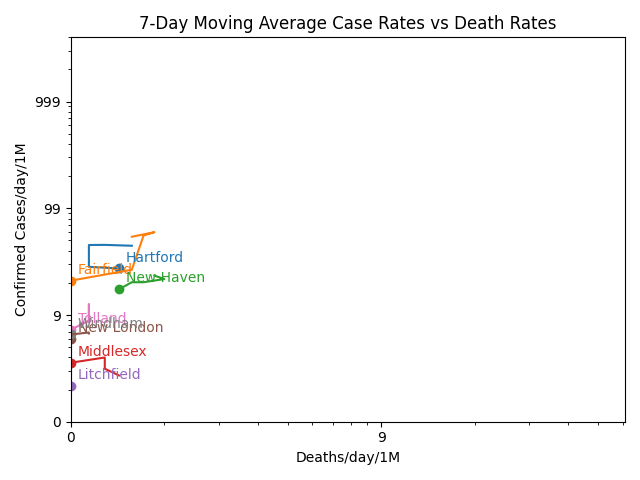 7-Day Moving Average Case Rates vs Death Rates
999
99
9
0
Confirmed Cases/day/1M
Hartford
Fairfield
New Haven
Tolland
Windham
New London
Middlesex
Litchfield
0
9
Deaths/day/1M